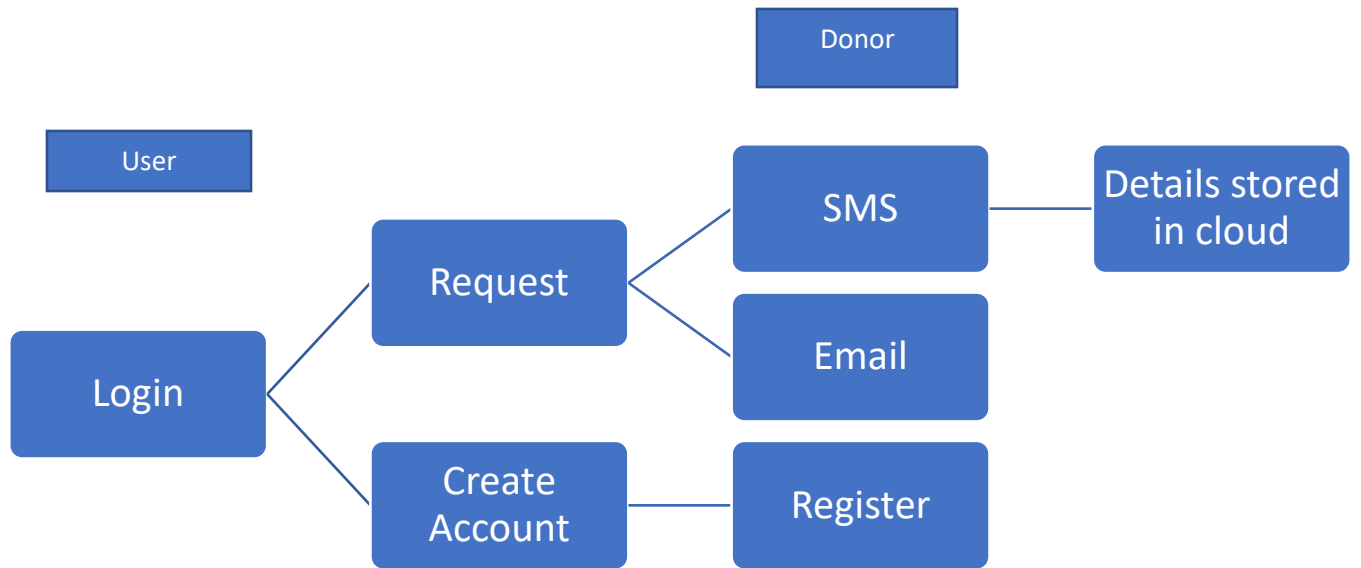 Donor
User
SMS
Details stored
in cloud
Request
Email
Login
Create
Account
Register